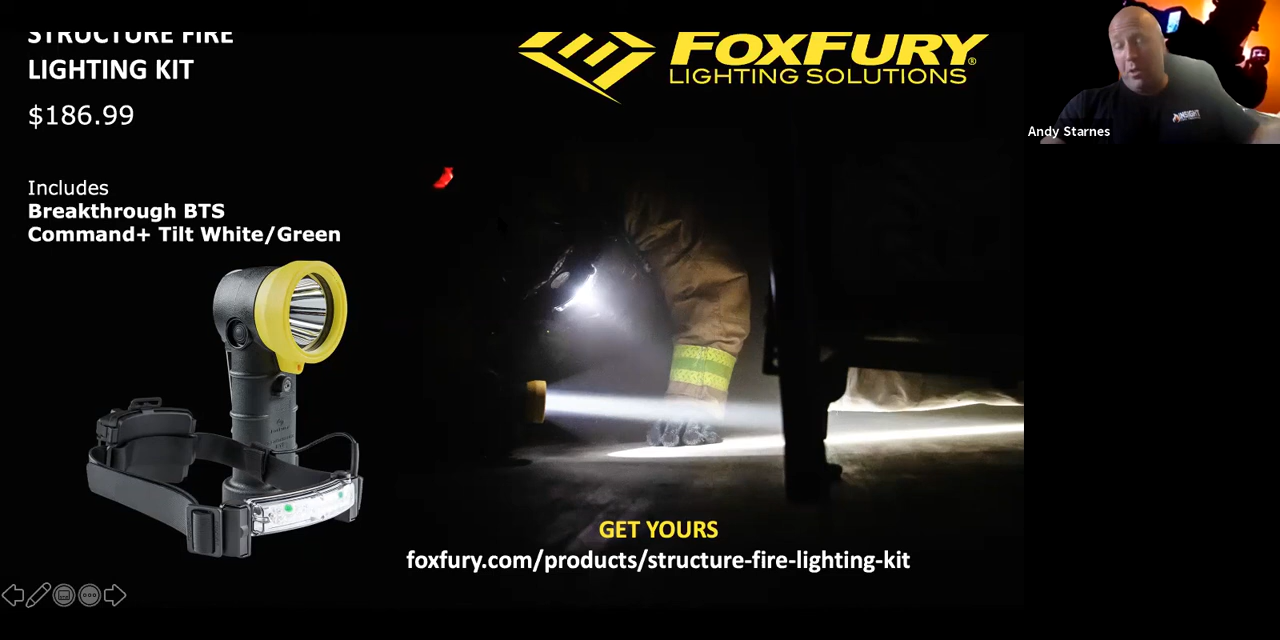 STRUCTURE FIRE
LIGHTING KIT
$186.99
Includes
Breakthrough BTS
Command+ Tilt White/Green
FOXFURY®
LIGHTING SOLUTIONS
GET YOURS
foxfury.com/products/structure-fire-lighting-kit
Andy Starnes
INSIGHT